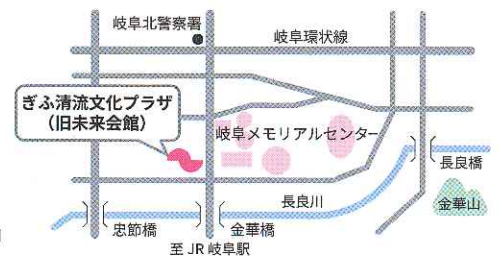 岐阜北警察署
岐阜環状線
ぎふ清流文化プラザ
（旧未来会館）
岐阜メモリアルセンター
長良橋
長良川
金華山
忠節橋
金華橋
至JR岐阜駅